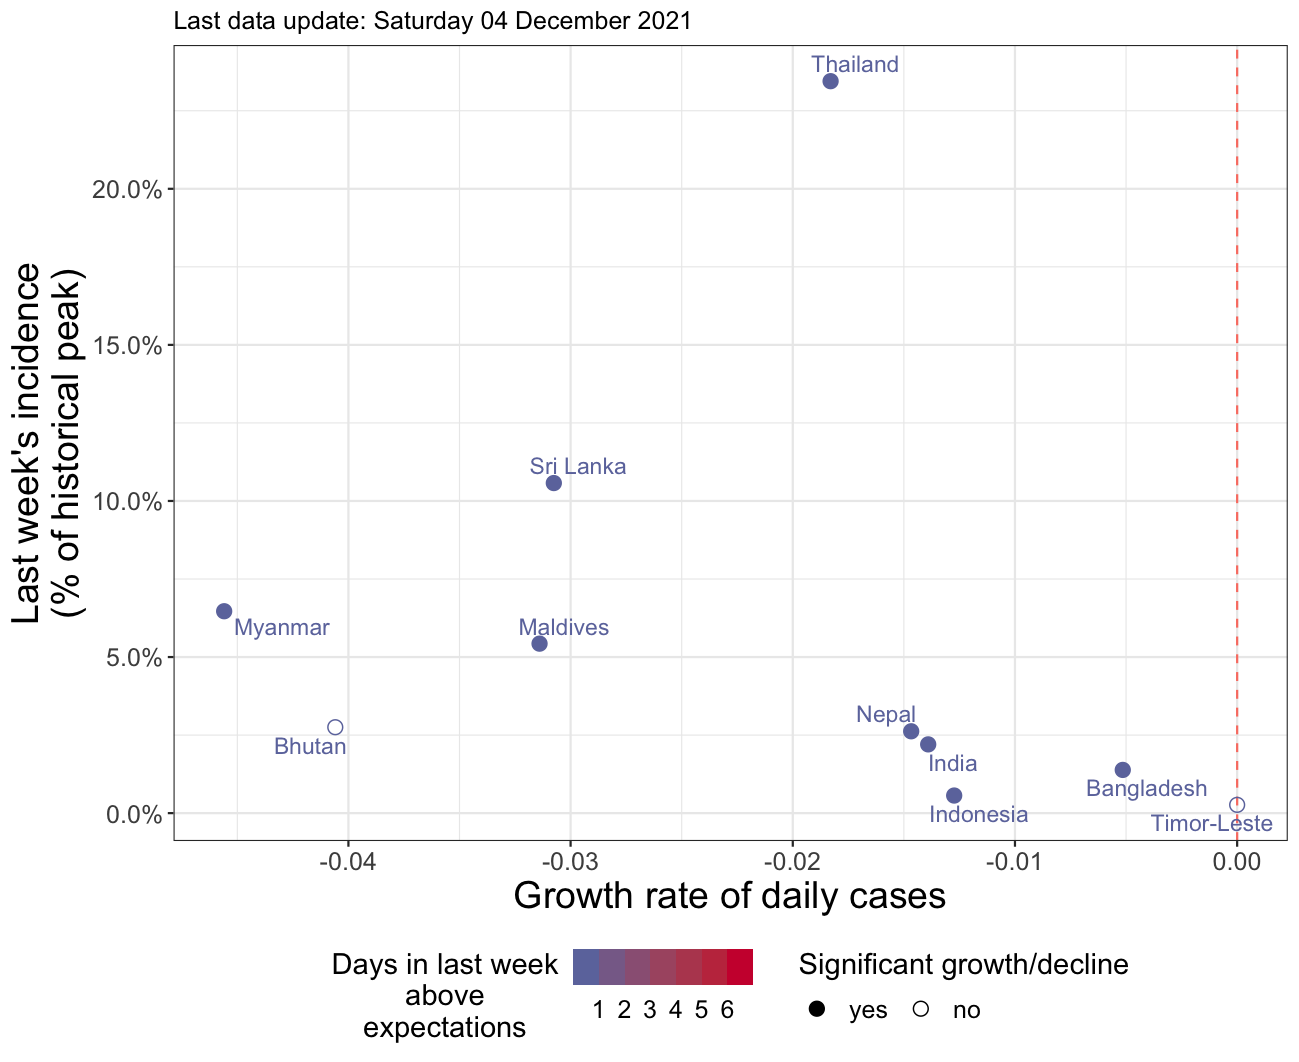 Last data update: Saturday 04 December 2021
Thailand
20.0%
15.0%
Sri Lanka
10.0%
Last week's incidence
(% of historical peak)
Myanmar
Maldives
5.0%
Nepal
Bhutan
India
Bangladesh
Indonesia
0.0%
Timor-Leste
-0.04 -0.03 -0.02 -0.01 0.00
Growth rate of daily cases
Days in last week
above
expectations
1 2 3 4 5 6
Significant growth/decline
yes no